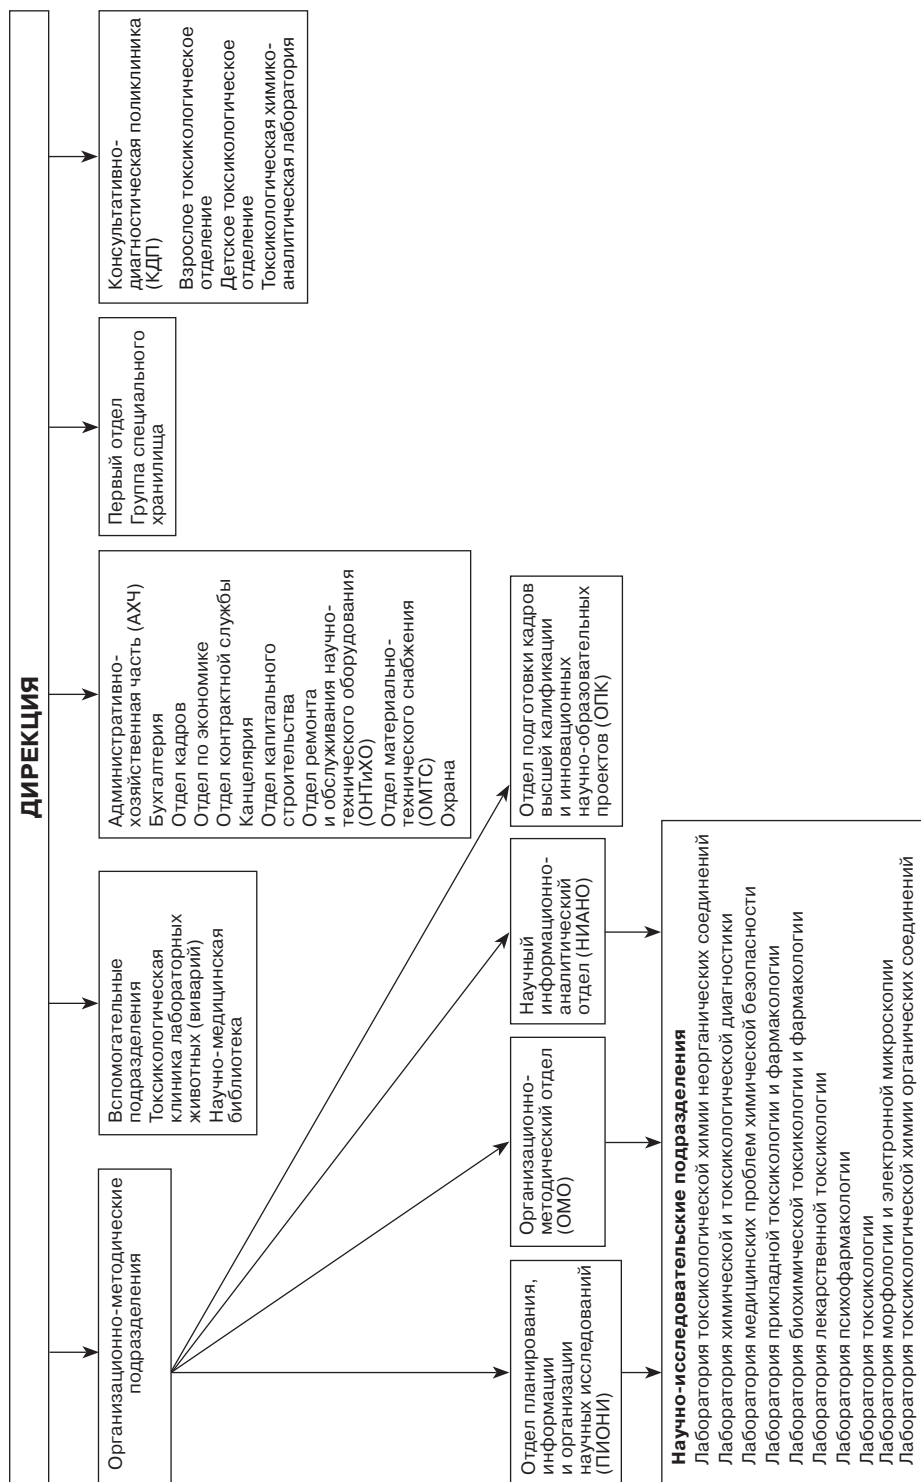 ДИРЕКЦИЯ
Организационно-методические
подразделения
Вспомогательные
подразделения
Токсикологическая
клиника лабораторных
животных (виварий)
Научно-медицинская
библиотека
Административно-
хозяйственная часть (АХЧ)
Бухгалтерия
Отдел кадров
Отдел по экономике
Отдел контрактной службы
Канцелярия
Отдел капитального
строительства
Отдел ремонта
и обслуживания научно-
технического оборудования
(ОНТиХО)
Отдел материально-
технического снабжения
(ОМТС)
Охрана
Первый отдел
Группа специального
хранилища
Консультативно-
диагностическая поликлиника
(КДП)
Взрослое токсикологическое
отделение
Детское токсикологическое
отделение
Токсикологическая химико-
аналитическая лаборатория
Отдел планирования,
информации
и организации
научных исследований
(ПИОНИ)
Организационно-
методический отдел
(ОМО)
Научный
информационно-
аналитический
отдел (НИАНО)
Отдел подготовки кадров
высшей калификации
и инновационных
научно-образовательных
проектов (ОПК)
Научно-исследовательские подразделения
Лаборатория токсикологической химии неорганических соединений
Лаборатория химической и токсикологической диагностики
Лаборатория медицинских проблем химической безопасности
Лаборатория прикладной токсикологии и фармакологии
Лаборатория биохимической токсикологии и фармакологии
Лаборатория лекарственной токсикологии
Лаборатория психофармакологии
Лаборатория токсикологии
Лаборатория морфологии и электронной микроскопии
Лаборатория токсикологической химии органических соединений